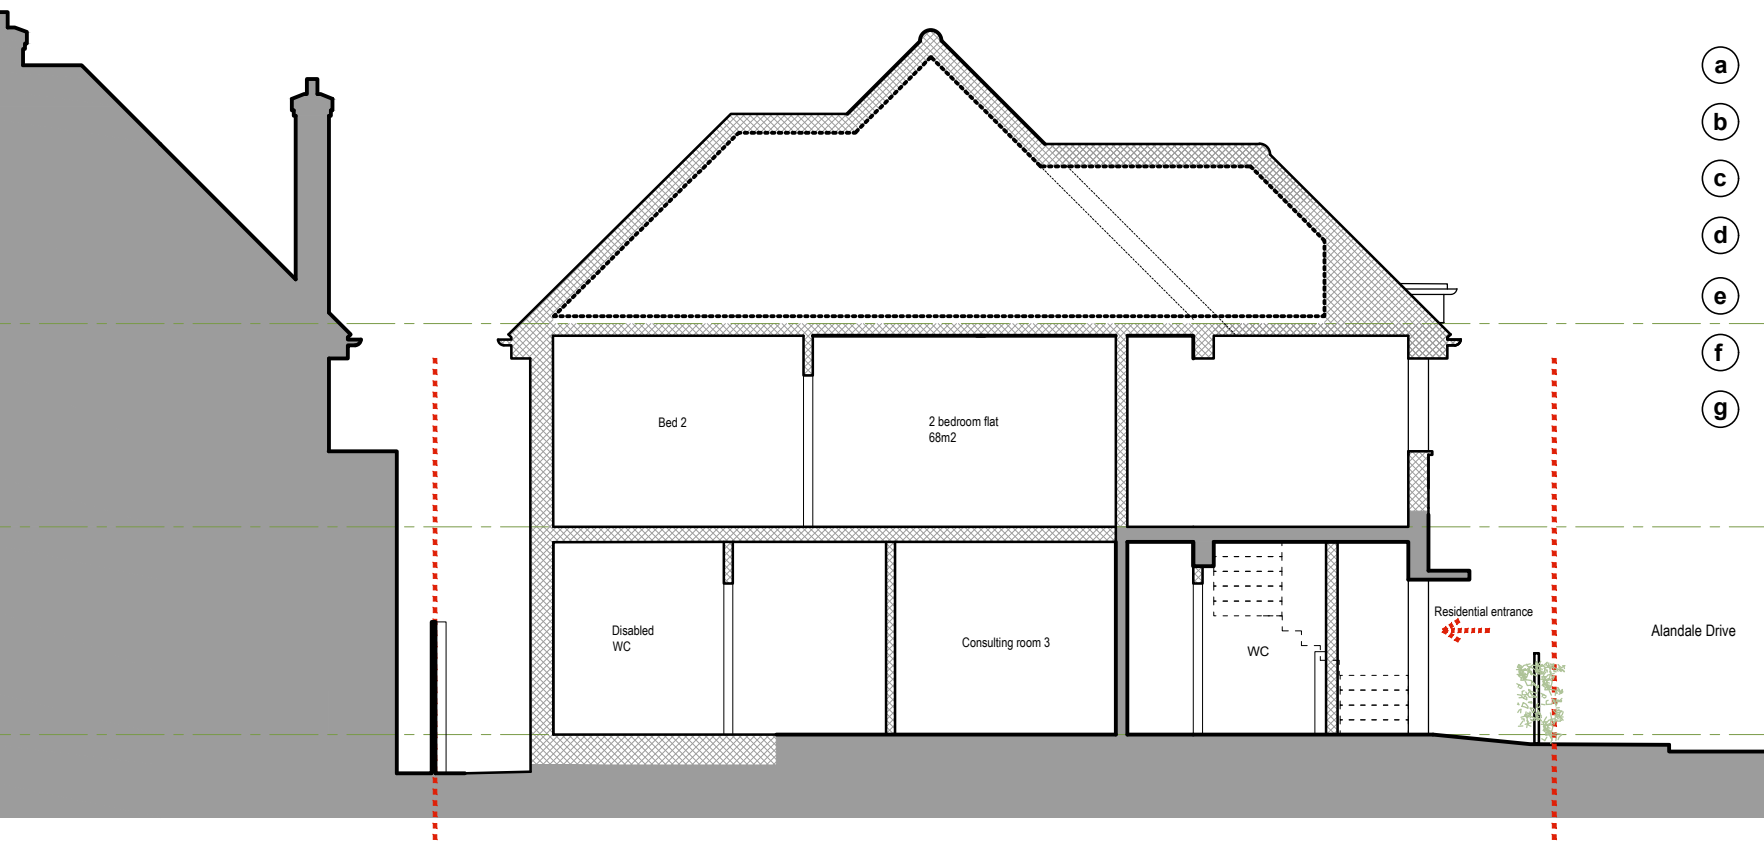 a
b
c
d
e
f
g
Bed 2
2 bedroom flat
68m2
Disabled
WC
Consulting room 3
WC
Residential entrance
Alandale Drive